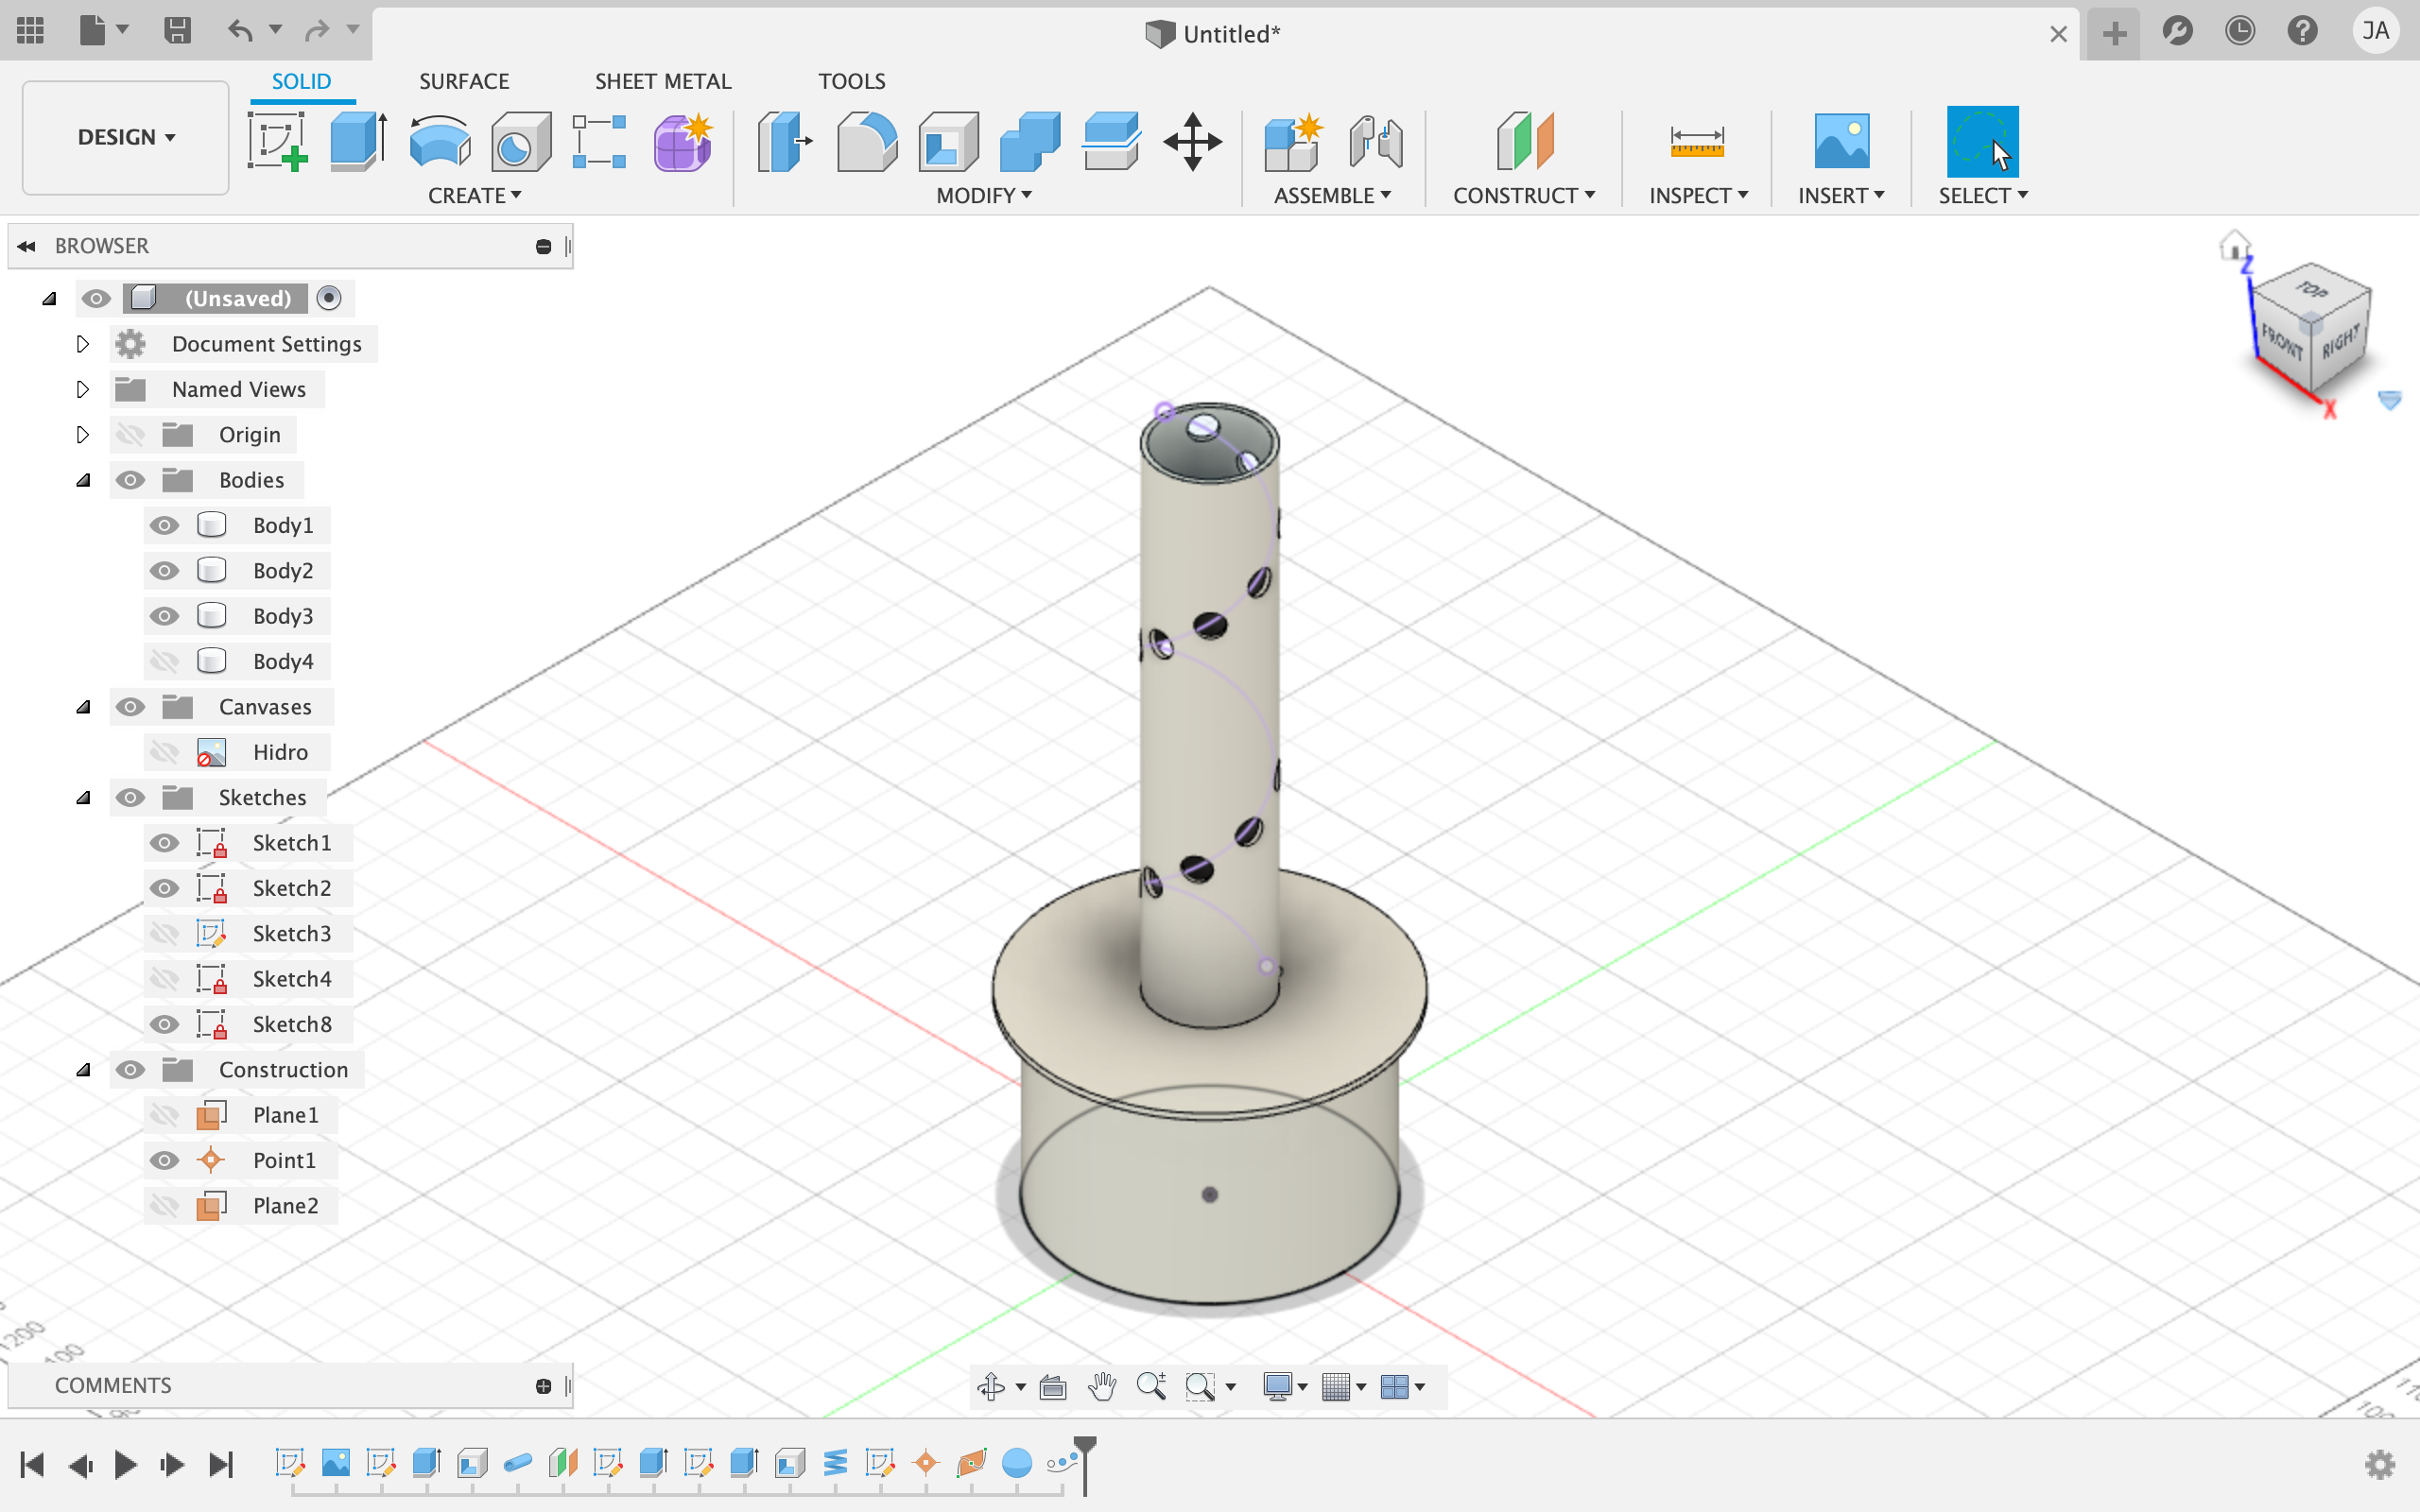 Untitled*
JA
SOLID SURFACE SHEET METAL TOOLS
DESIGN
CREATE MODIFY ASSEMBLE CONSTRUCT INSPECT INSERT SELECT
BROWSER
(Unsaved)
Document Settings
Named Views
Origin
Bodies
Body1
Body2
Body3
Body4
Canvases
Hidro
Sketches
Sketch1
Sketch2
Sketch3
Sketch4
Sketch8
Construction
Plane1
Point1
Plane2
Z
TOP
FRONT
RIGHT
X
1200
COMMENTS